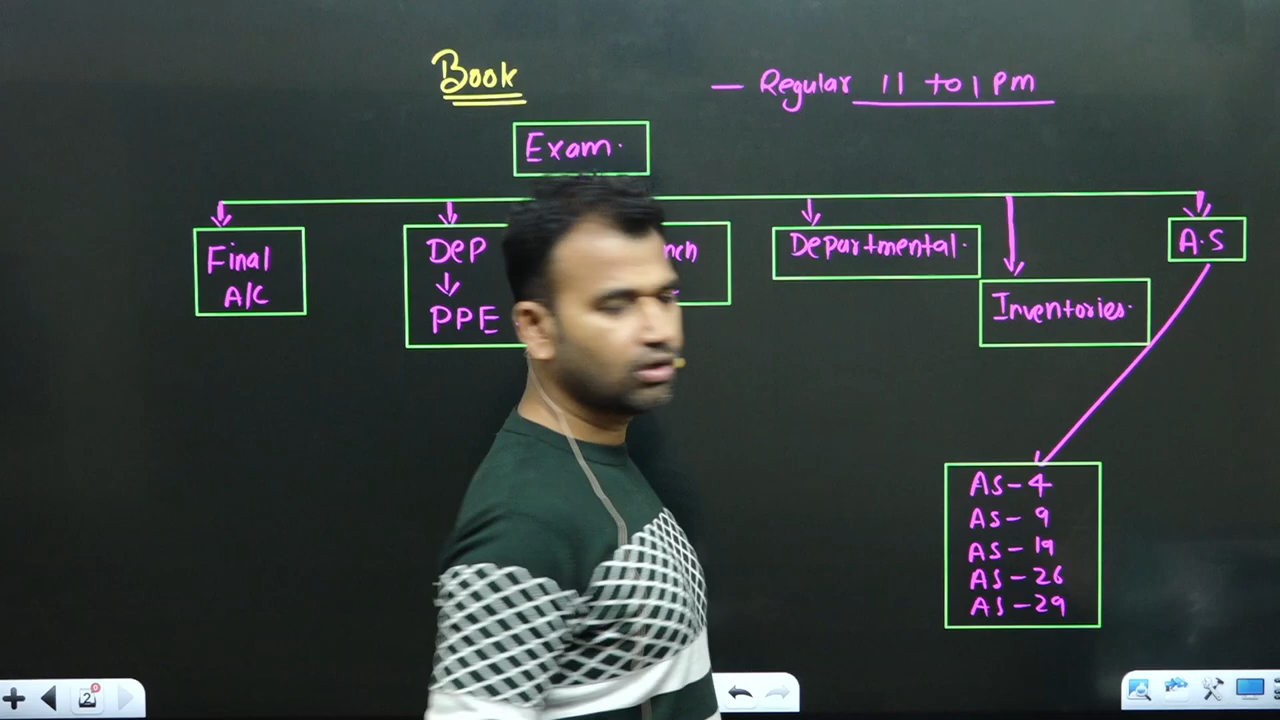 Book
— Regular 11 to 1 PM
Exam.
Final
A/C
DEP
PPE
Departmental.
Inventories.
A.S
AS-4
AS-9
AS-19
AS-26
AS-29
2